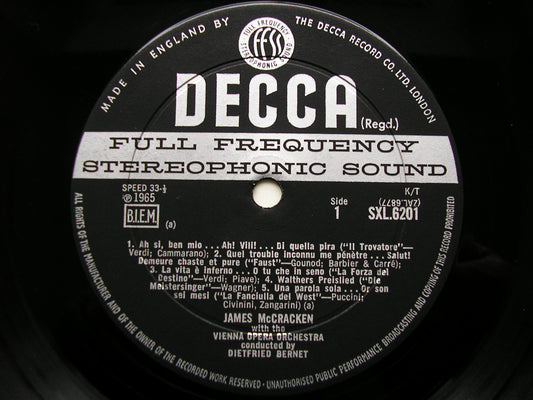 MADE IN ENGLAND BY THE DECCA RECORD CO. LTD. LONDON
FULL FREQUENCY
ffss
STEREOPHONIC SOUND
DECCA (Regd.)
FULL FREQUENCY
STEREOPHONIC SOUND
SPEED 33-⅓
℗ 1965
B.I.E.M. (a)
K/T
(ZAL.6877)
Side
1 SXL.6201
1. Ah si, ben mio ... Ah! Vili! ... Di quella pira ("Il Trovatore"—
Verdi; Cammarano) 2. Quel trouble inconnu me pénètre ... Salut!
Demeure chaste et pure ("Faust"—Gounod; Barbier & Carré);
3. La vita è inferno ... O tu che in seno ("La Forza del
Destino"—Verdi; Piave); 4. Walthers Preislied ("Die
Meistersinger"—Wagner); 5. Una parola sola ... Or son
sei mesi ("La Fanciulla del West"—Puccini;
Civinini, Zangarini) (a)
JAMES McCRACKEN
with the
VIENNA OPERA ORCHESTRA
conducted by
DIETFRIED BERNET
ALL RIGHTS OF THE MANUFACTURER AND OF THE OWNER OF THE RECORDED WORK RESERVED · UNAUTHORISED PUBLIC PERFORMANCE BROADCASTING AND COPYING OF THIS RECORD PROHIBITED